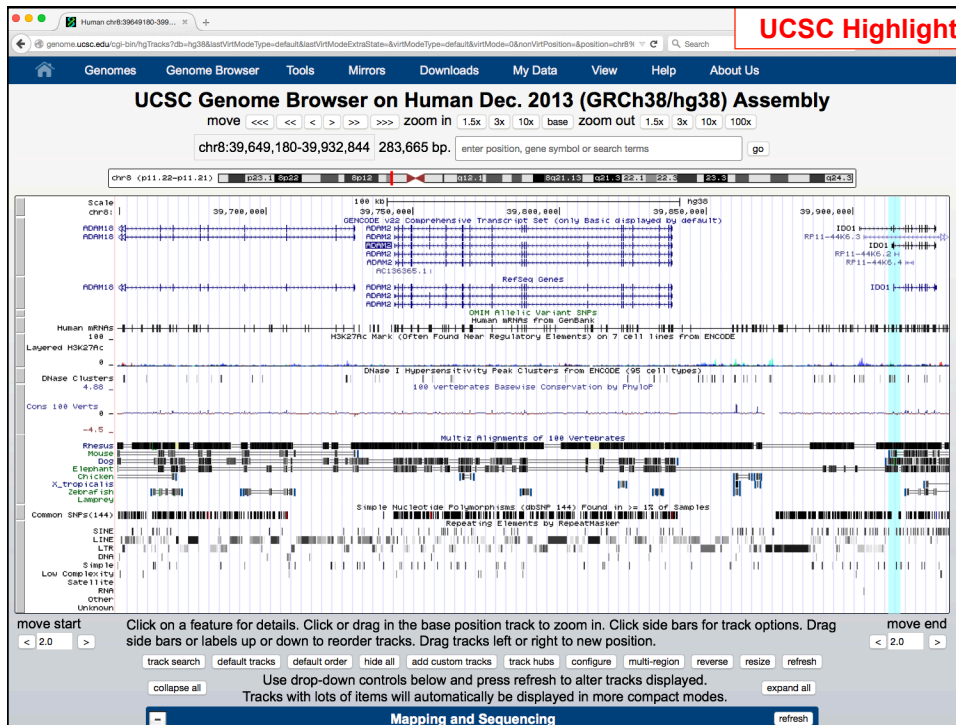 Human chr8:39649180-399...
UCSC Highlight
genome.ucsc.edu/cgi-bin/hgTracks?db=hg38&lastVirtModeType=default&lastVirtModeExtraState=&virtModeType=default&virtMode=0&nonVirtPosition=&position=chr8%
Search
Genomes Genome Browser Tools Mirrors Downloads My Data View Help About Us
UCSC Genome Browser on Human Dec. 2013 (GRCh38/hg38) Assembly
move <<< << < > >> >>> zoom in 1.5x 3x 10x base zoom out 1.5x 3x 10x 100x
chr8:39,649,180-39,932,844 283,665 bp. enter position, gene symbol or search terms go
chr8 (p11.22-p11.21) p23.1 8p22 8p12 q12.1 8q21.13 q21.3 22.1 22.3 23.3 q24.3
Scale 100 kb hg38
chr8: 39,700,000 39,750,000 39,800,000 39,850,000 39,900,000
GENCODE v22 Comprehensive Transcript Set (only Basic displayed by default)
ADAM18 ADAM2 IDO1
ADAM18 ADAM2 RP11-44K6.3
ADAM2 IDO1
ADAM2 RP11-44K6.2
ADAM2 RP11-44K6.4
AC136365.1
RefSeq Genes
ADAM18 ADAM2 IDO1
ADAM2
ADAM2
OMIM Allelic Variant SNPs
Human mRNAs from GenBank
Human mRNAs
H3K27Ac Mark (Often Found Near Regulatory Elements) on 7 cell lines from ENCODE
100
Layered H3K27Ac
0
DNase I Hypersensitivity Peak Clusters from ENCODE (95 cell types)
DNase Clusters
100 vertebrates Basewise Conservation by PhyloP
4.88
Cons 100 Verts
0
-4.5
Multiz Alignments of 100 Vertebrates
Rhesus
Mouse
Dog
Elephant
Chicken
X_tropicalis
Zebrafish
Lamprey
Simple Nucleotide Polymorphisms (dbSNP 144) Found in >= 1% of Samples
Common SNPs(144)
Repeating Elements by RepeatMasker
SINE
LINE
LTR
DNA
Simple
Low Complexity
Satellite
RNA
Other
Unknown
move start Click on a feature for details. Click or drag in the base position track to zoom in. Click side bars for track options. Drag move end
< 2.0 > side bars or labels up or down to reorder tracks. Drag tracks left or right to new position. < 2.0 >
track search default tracks default order hide all add custom tracks track hubs configure multi-region reverse resize refresh
collapse all Use drop-down controls below and press refresh to alter tracks displayed. expand all
Tracks with lots of items will automatically be displayed in more compact modes.
- Mapping and Sequencing refresh